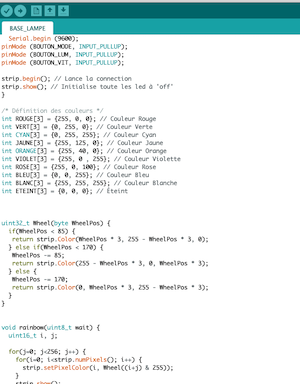 BASE_LAMPE
Serial.begin (9600);
pinMode (BOUTON_MODE, INPUT_PULLUP);
pinMode (BOUTON_LUM, INPUT_PULLUP);
pinMode (BOUTON_VIT, INPUT_PULLUP);
strip.begin(); // Lance la connection
strip.show(); // Initialise toute les led à 'off'
}
/* Définition des couleurs */
int ROUGE[3] = {255, 0, 0}; // Couleur Rouge
int VERT[3] = {0, 255, 0}; // Couleur Verte
int CYAN[3] = {0, 255, 255}; // Couleur Cyan
int JAUNE[3] = {255, 125, 0}; // Couleur Jaune
int ORANGE[3] = {255, 40, 0}; // Couleur Orange
int VIOLET[3] = {255, 0 , 255}; // Couleur Violette
int ROSE[3] = {255, 0, 100}; // Couleur Rose
int BLEU[3] = {0, 0, 255}; // Couleur Bleu
int BLANC[3] = {255, 255, 255}; // Couleur Blanche
int ETEINT[3] = {0, 0, 0}; // Éteint
uint32_t Wheel(byte WheelPos) {
if(WheelPos < 85) {
return strip.Color(WheelPos * 3, 255 - WheelPos * 3, 0);
} else if(WheelPos < 170) {
WheelPos -= 85;
return strip.Color(255 - WheelPos * 3, 0, WheelPos * 3);
} else {
WheelPos -= 170;
return strip.Color(0, WheelPos * 3, 255 - WheelPos * 3);
}
}
void rainbow(uint8_t wait) {
uint16_t i, j;
for(j=0; j<256; j++) {
for(i=0; i<strip.numPixels(); i++) {
strip.setPixelColor(i, Wheel((i+j) & 255));
}
strip.show();